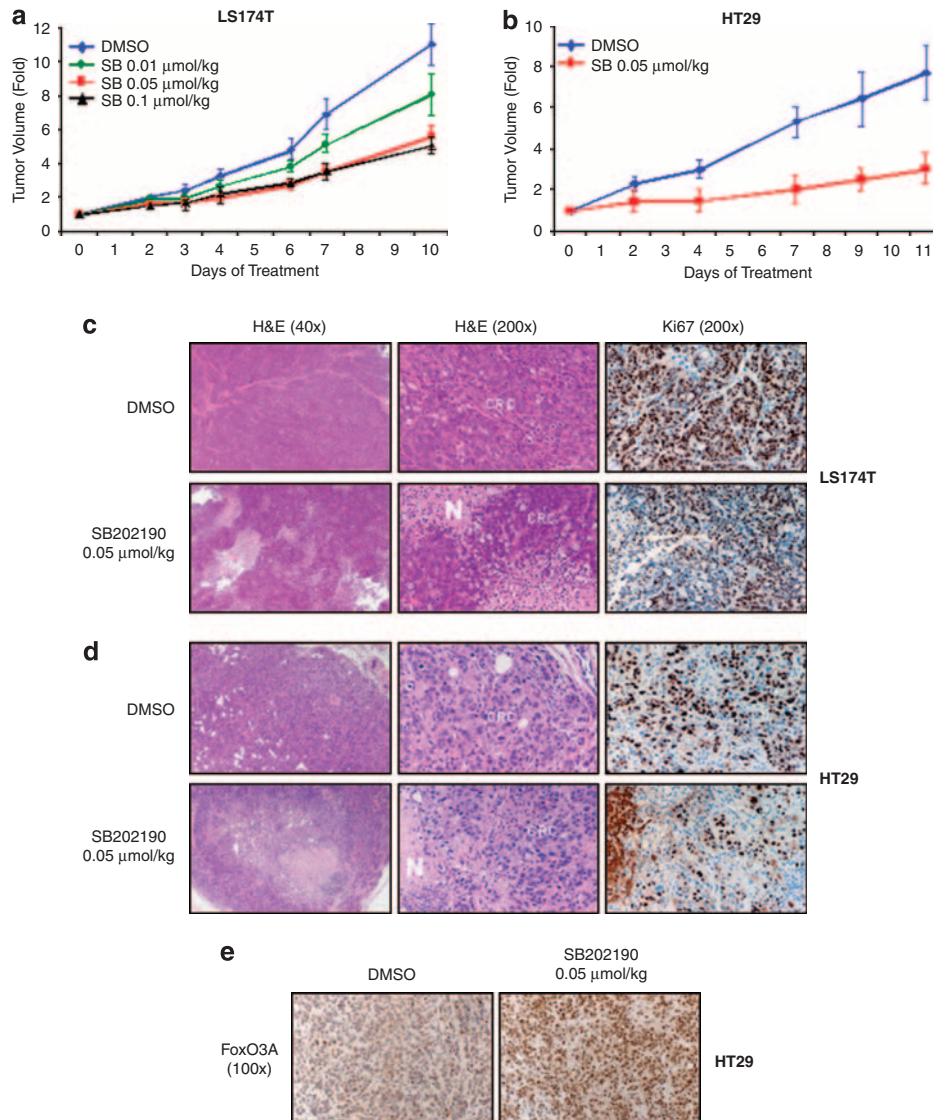 a
LS174T
12
10
8
6
4
2
0
Tumor Volume (Fold)
DMSO
SB 0.01 μmol/kg
SB 0.05 μmol/kg
SB 0.1 μmol/kg
0 1 2 3 4 5 6 7 8 9 10
Days of Treatment
b
HT29
10
8
6
4
2
0
Tumor Volume (Fold)
DMSO
SB 0.05 μmol/kg
0 1 2 3 4 5 6 7 8 9 10 11
Days of Treatment
c
H&E (40x) H&E (200x) Ki67 (200x)
DMSO
CRC
LS174T
SB202190
0.05 μmol/kg
N CRC
d
DMSO
CRC
HT29
SB202190
0.05 μmol/kg
N CRC
e
DMSO
SB202190
0.05 μmol/kg
FoxO3A
(100x)
HT29